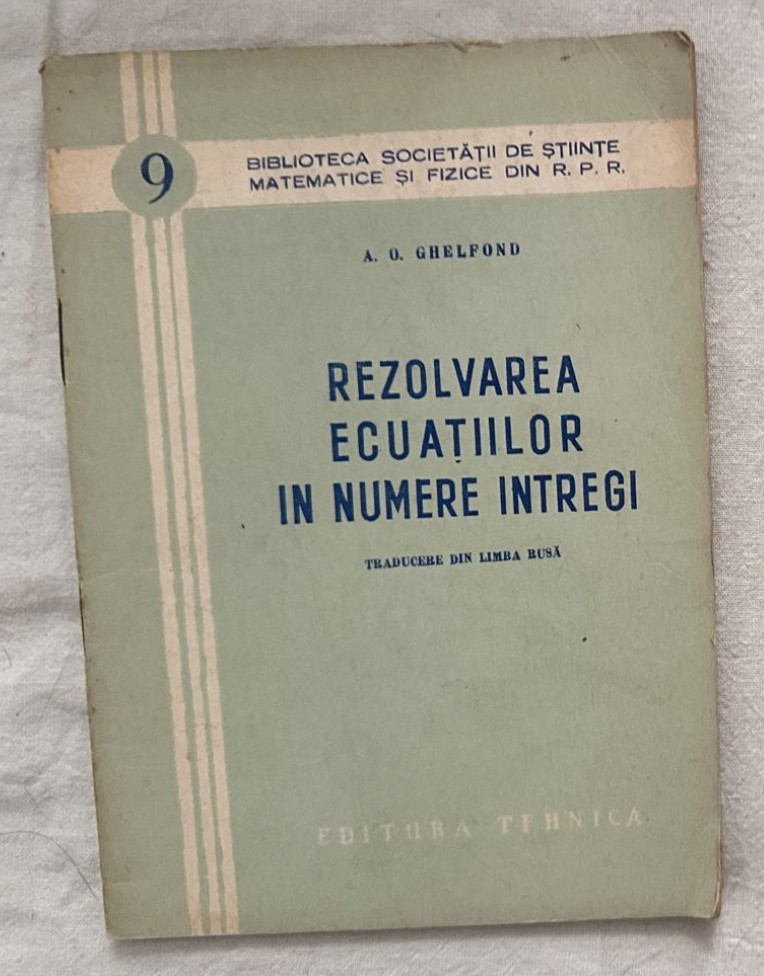 9
BIBLIOTECA SOCIETĂȚII DE ȘTIINȚE
MATEMATICE ȘI FIZICE DIN R. P. R.
A. O. GHELFOND
REZOLVAREA
ECUAȚIILOR
IN NUMERE INTREGI
TRADUCERE DIN LIMBA RUSĂ
EDITURA TEHNICA